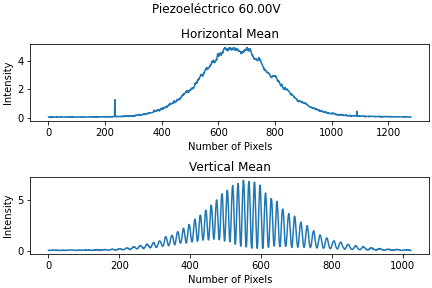 Piezoeléctrico 60.00V
Horizontal Mean
Intensity
4
2
0
0 200 400 600 800 1000 1200
Number of Pixels
Vertical Mean
Intensity
5
0
0 200 400 600 800 1000
Number of Pixels